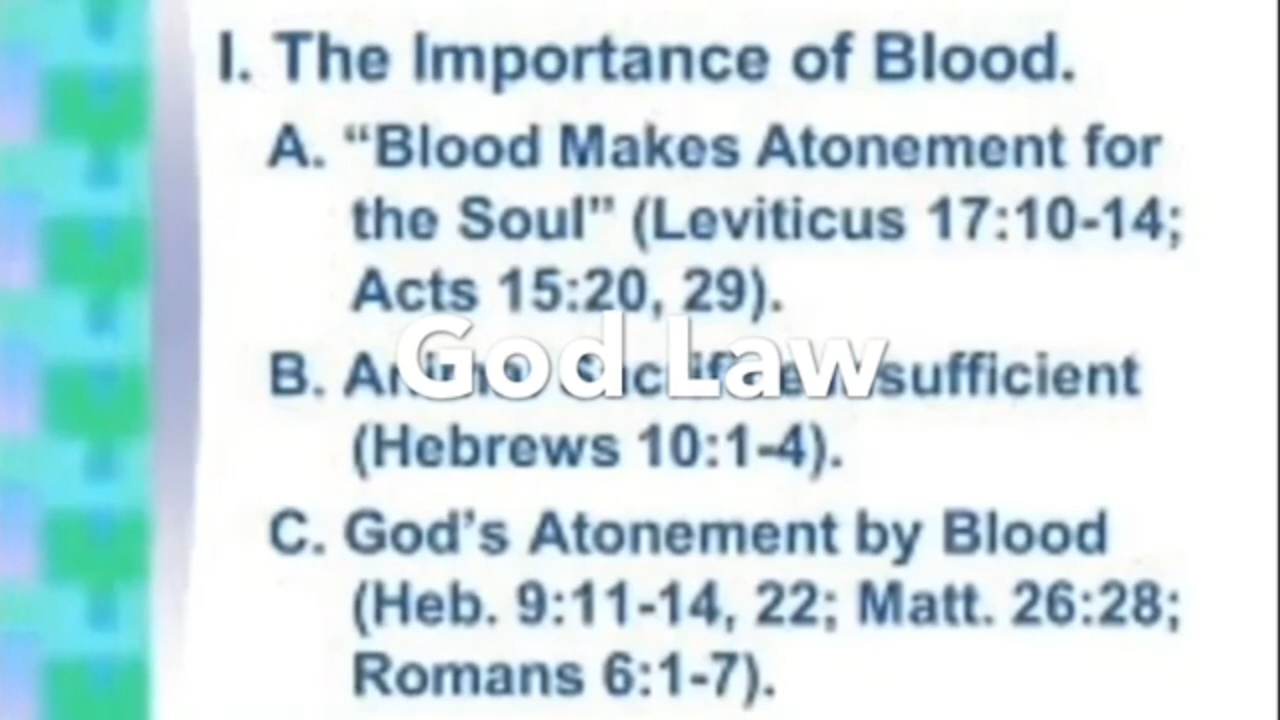 I. The Importance of Blood.
A. “Blood Makes Atonement for
the Soul” (Leviticus 17:10-14;
Acts 15:20, 29).
God Law
B. sufficient
(Hebrews 10:1-4).
C. God’s Atonement by Blood
(Heb. 9:11-14, 22; Matt. 26:28;
Romans 6:1-7).